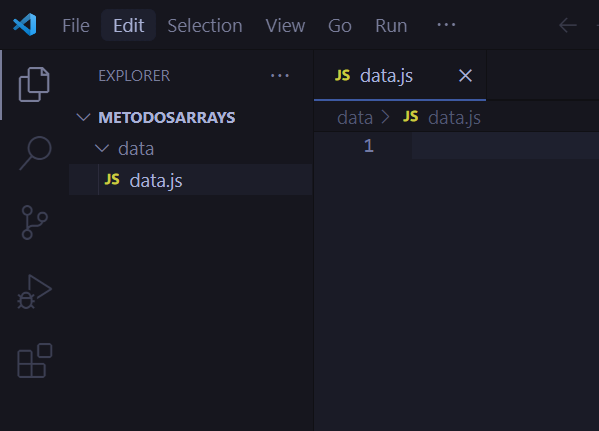 File Edit Selection View Go Run ···
EXPLORER ···
JS data.js
METODOSARRAYS
data > JS data.js
data
1
JS data.js